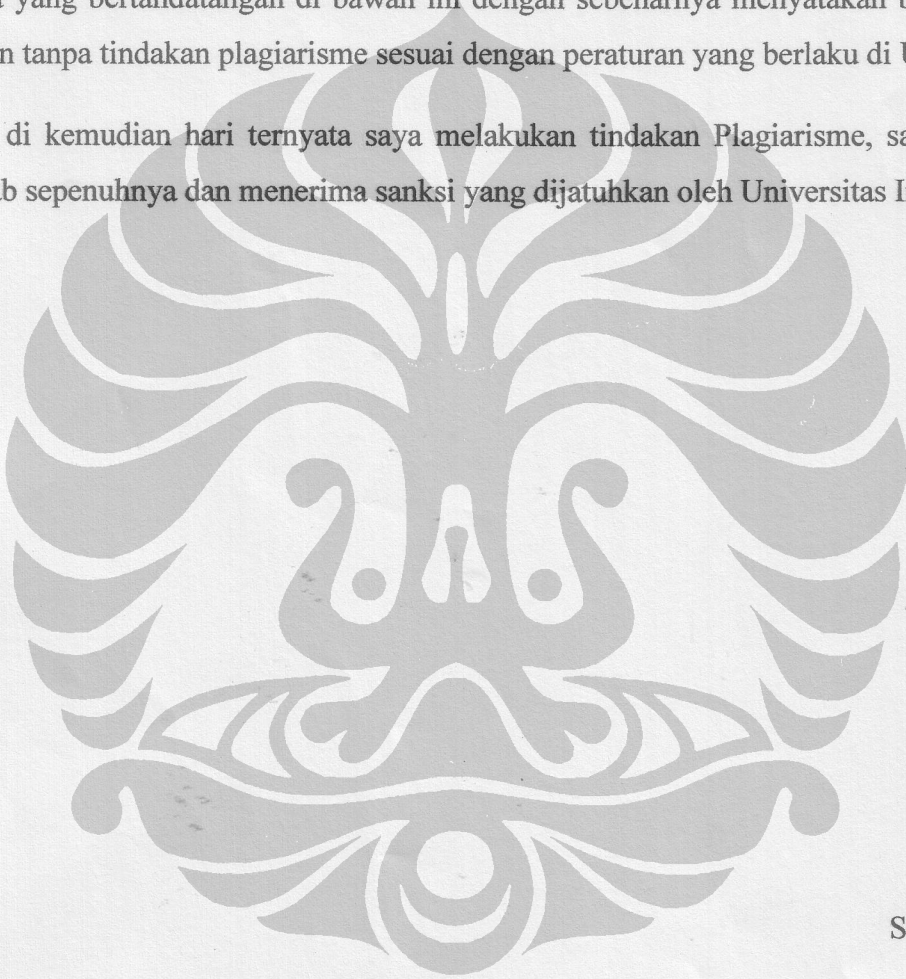 yang bertandatangan di bawah ini dengan sebenarnya menyatakan
n tanpa tindakan plagiarisme sesuai dengan peraturan yang berlaku di U
di kemudian hari ternyata saya melakukan tindakan Plagiarisme, sa
b sepenuhnya dan menerima sanksi yang dijatuhkan oleh Universitas I
S